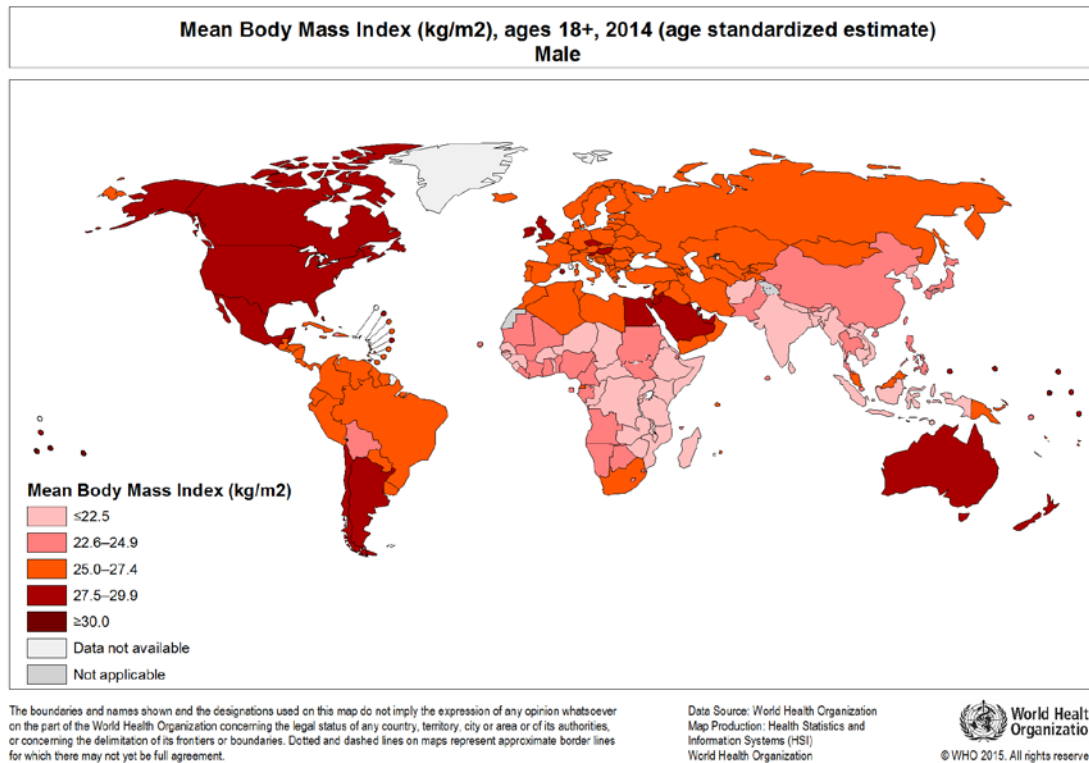 Mean Body Mass Index (kg/m2), ages 18+, 2014 (age standardized estimate)
Male
Mean Body Mass Index (kg/m2)
≤22.5
22.6–24.9
25.0–27.4
27.5–29.9
≥30.0
Data not available
Not applicable
The boundaries and names shown and the designations used on this map do not imply the expression of any opinion whatsoever
on the part of the World Health Organization concerning the legal status of any country, territory, city or area or of its authorities,
or concerning the delimitation of its frontiers or boundaries. Dotted and dashed lines on maps represent approximate border lines
for which there may not yet be full agreement.
Data Source: World Health Organization
Map Production: Health Statistics and
Information Systems (HSI)
World Health Organization
World Healt
Organizatio
© WHO 2015. All rights reserve